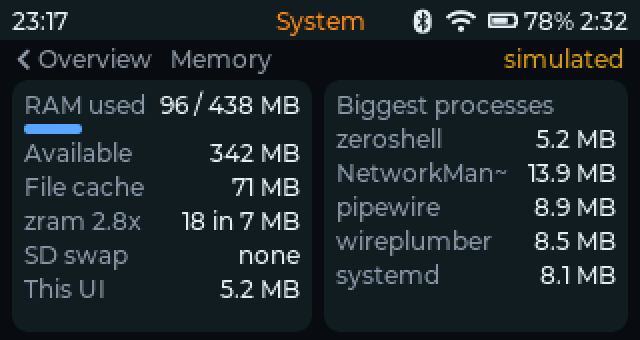 23:17 System 78% 2:32
Overview Memory simulated
RAM used 96 / 438 MB
Available 342 MB
File cache 71 MB
zram 2.8x 18 in 7 MB
SD swap none
This UI 5.2 MB
Biggest processes
zeroshell 5.2 MB
NetworkMan~ 13.9 MB
pipewire 8.9 MB
wireplumber 8.5 MB
systemd 8.1 MB